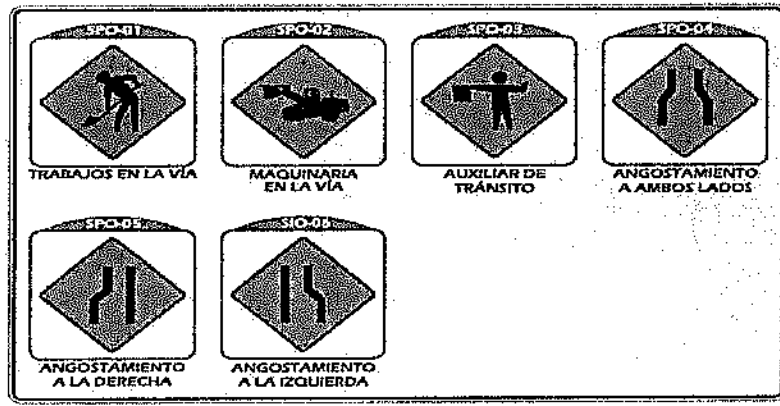 SPO-01
TRABAJOS EN LA VÍA
SPO-02
MAQUINARIA
EN LA VÍA
SPO-03
AUXILIAR DE
TRÁNSITO
SPO-04
ANGOSTAMIENTO
A AMBOS LADOS
SPO-05
ANGOSTAMIENTO
A LA DERECHA
SIO-06
ANGOSTAMIENTO
A LA IZQUIERDA